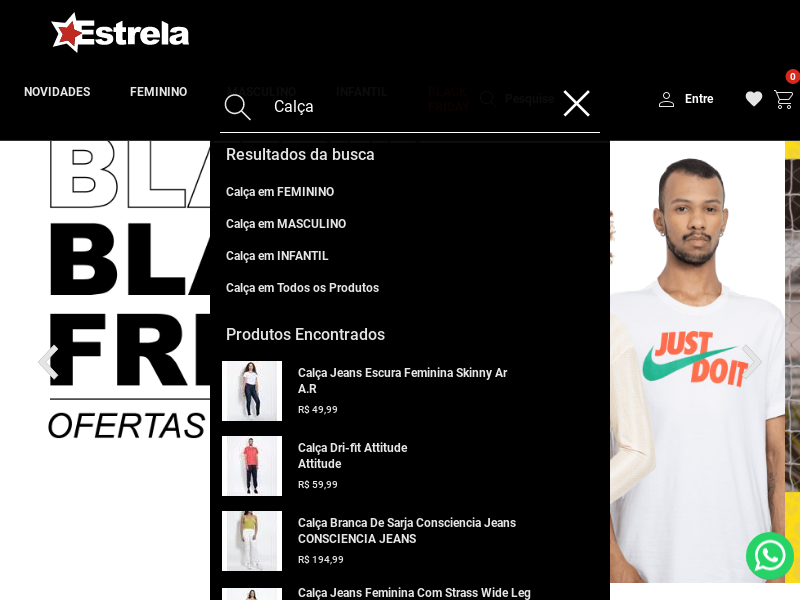 Estrela
0
NOVIDADES
FEMININO
MASCULINO
INFANTIL
BLACK
FRIDAY
Pesquise
Entre
Calça
Resultados da busca
Calça em FEMININO
Calça em MASCULINO
Calça em INFANTIL
Calça em Todos os Produtos
Produtos Encontrados
Calça Jeans Escura Feminina Skinny Ar
A.R
R$ 49,99
Calça Dri-fit Attitude
Attitude
R$ 59,99
Calça Branca De Sarja Consciencia Jeans
CONSCIENCIA JEANS
R$ 194,99
Calça Jeans Feminina Com Strass Wide Leg
BLA
BLA
FRI
OFERTAS
JUST
DO IT